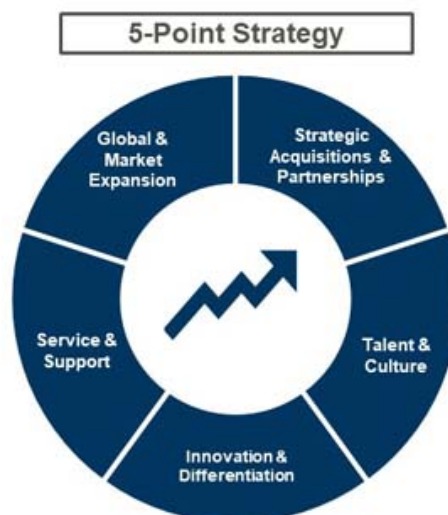 5-Point Strategy
Global &
Market
Expansion
Strategic
Acquisitions &
Partnerships
Service &
Support
Talent &
Culture
Innovation &
Differentiation